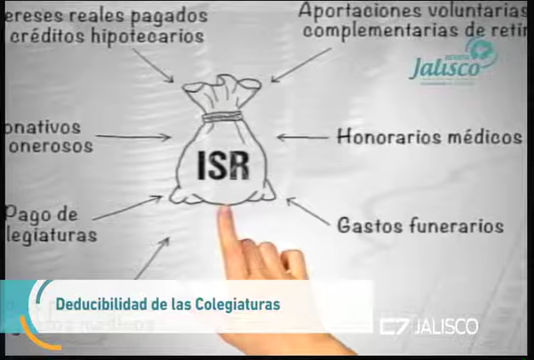 ereses reales pagados
créditos hipotecarios
Aportaciones voluntarias
complementarias de retir
Jalisco
onativos
onerosos
ISR
Honorarios médicos
Pago de
legiaturas
Gastos funerarios
Deducibilidad de las Colegiaturas
C7 JALISCO